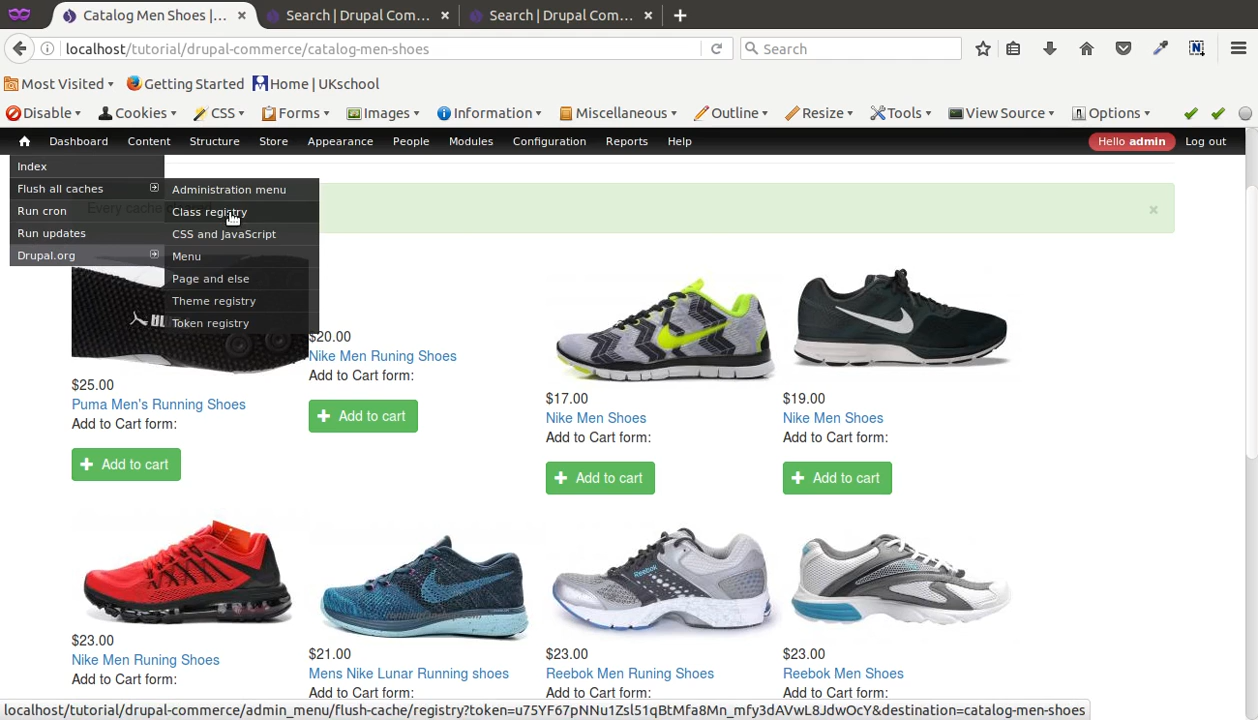 Catalog Men Shoes |...
Search | Drupal Com...
Search | Drupal Com...
localhost/tutorial/drupal-commerce/catalog-men-shoes
Search
Most Visited
Getting Started
Home | UKschool
Disable
Cookies
CSS
Forms
Images
Information
Miscellaneous
Outline
Resize
Tools
View Source
Options
Dashboard
Content
Structure
Store
Appearance
People
Modules
Configuration
Reports
Help
Hello admin
Log out
Index
Flush all caches
Run cron
Run updates
Drupal.org
Administration menu
Class registry
CSS and JavaScript
Menu
Page and else
Theme registry
Token registry
Every cache cleared.
×
$25.00
Puma Men's Running Shoes
Add to Cart form:
Add to cart
$20.00
Nike Men Runing Shoes
Add to Cart form:
Add to cart
$17.00
Nike Men Shoes
Add to Cart form:
Add to cart
$19.00
Nike Men Shoes
Add to Cart form:
Add to cart
$23.00
Nike Men Runing Shoes
Add to Cart form:
$21.00
Mens Nike Lunar Running shoes
Add to Cart form:
Reebok
$23.00
Reebok Men Runing Shoes
Add to Cart form:
$23.00
Reebok Men Shoes
Add to Cart form:
localhost/tutorial/drupal-commerce/admin_menu/flush-cache/registry?token=u75YF67pNNu1Zsl51qBtMfa8Mn_mfy3dAVwL8JdwOcY&destination=catalog-men-shoes